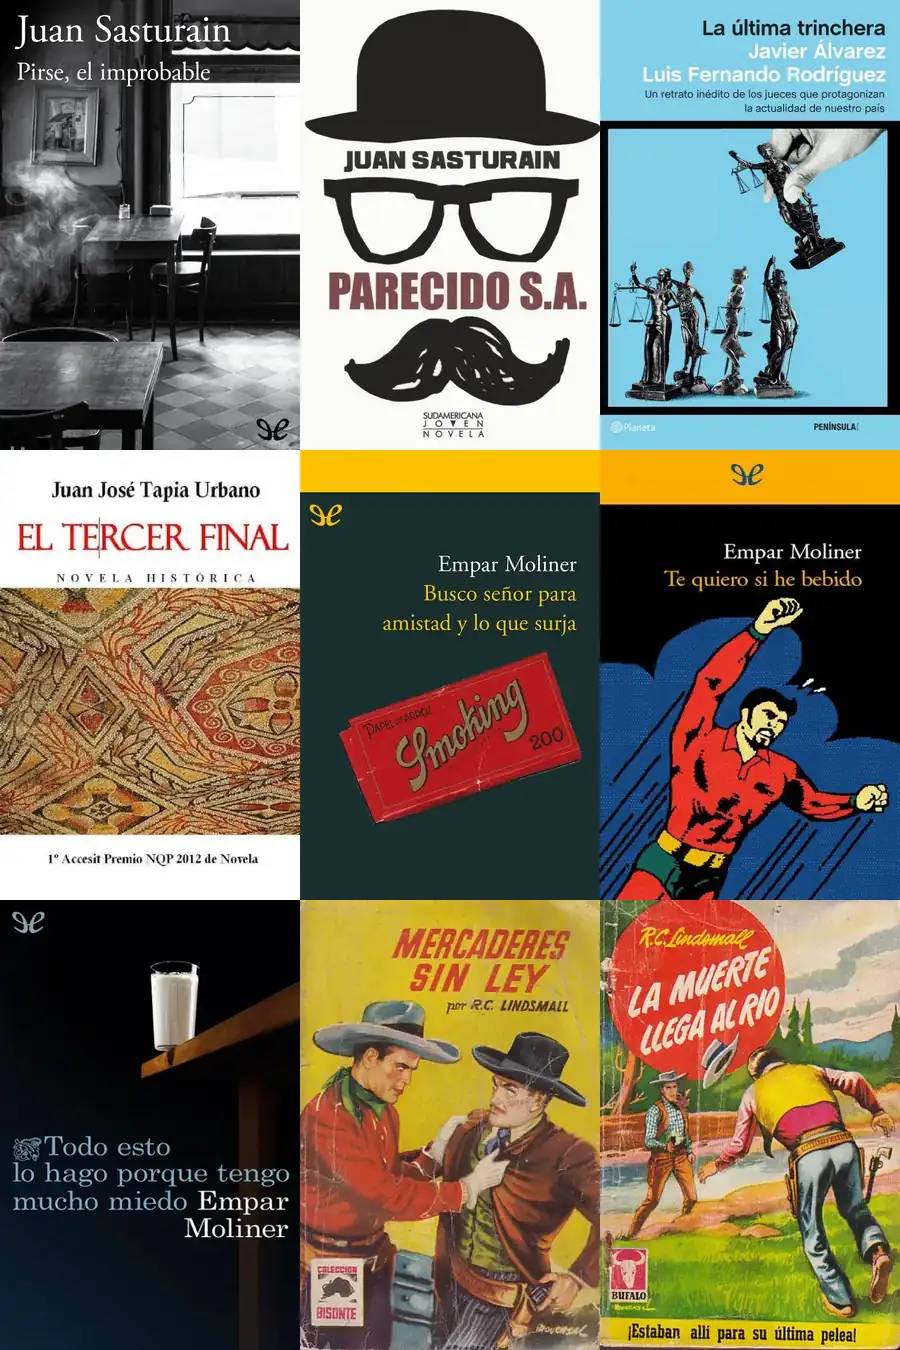 Juan Sasturain
Pirse, el improbable
JUAN SASTURAIN
PARECIDO S.A.
SUDAMERICANA
JOVEN
NOVELA
La última trinchera
Javier Álvarez
Luis Fernando Rodríguez
Un retrato inédito de los jueces que protagonizan
la actualidad de nuestro país
Planeta
PENÍNSULA
Juan José Tapia Urbano
EL TERCER FINAL
NOVELA HISTÓRICA
1º Accesit Premio NQP 2012 de Novela
Empar Moliner
Busco señor para
amistad y lo que surja
PAPEL DE ARROZ
Smoking
200
Empar Moliner
Te quiero si he bebido
Todo esto
lo hago porque tengo
mucho miedo Empar
Moliner
MERCADERES
SIN LEY
por R.C. LINDSMALL
COLECCION
BISONTE
R.C. Lindsmall
LA MUERTE
LLEGA AL RIO
BUFALO
¡Estaban allí para su última pelea!